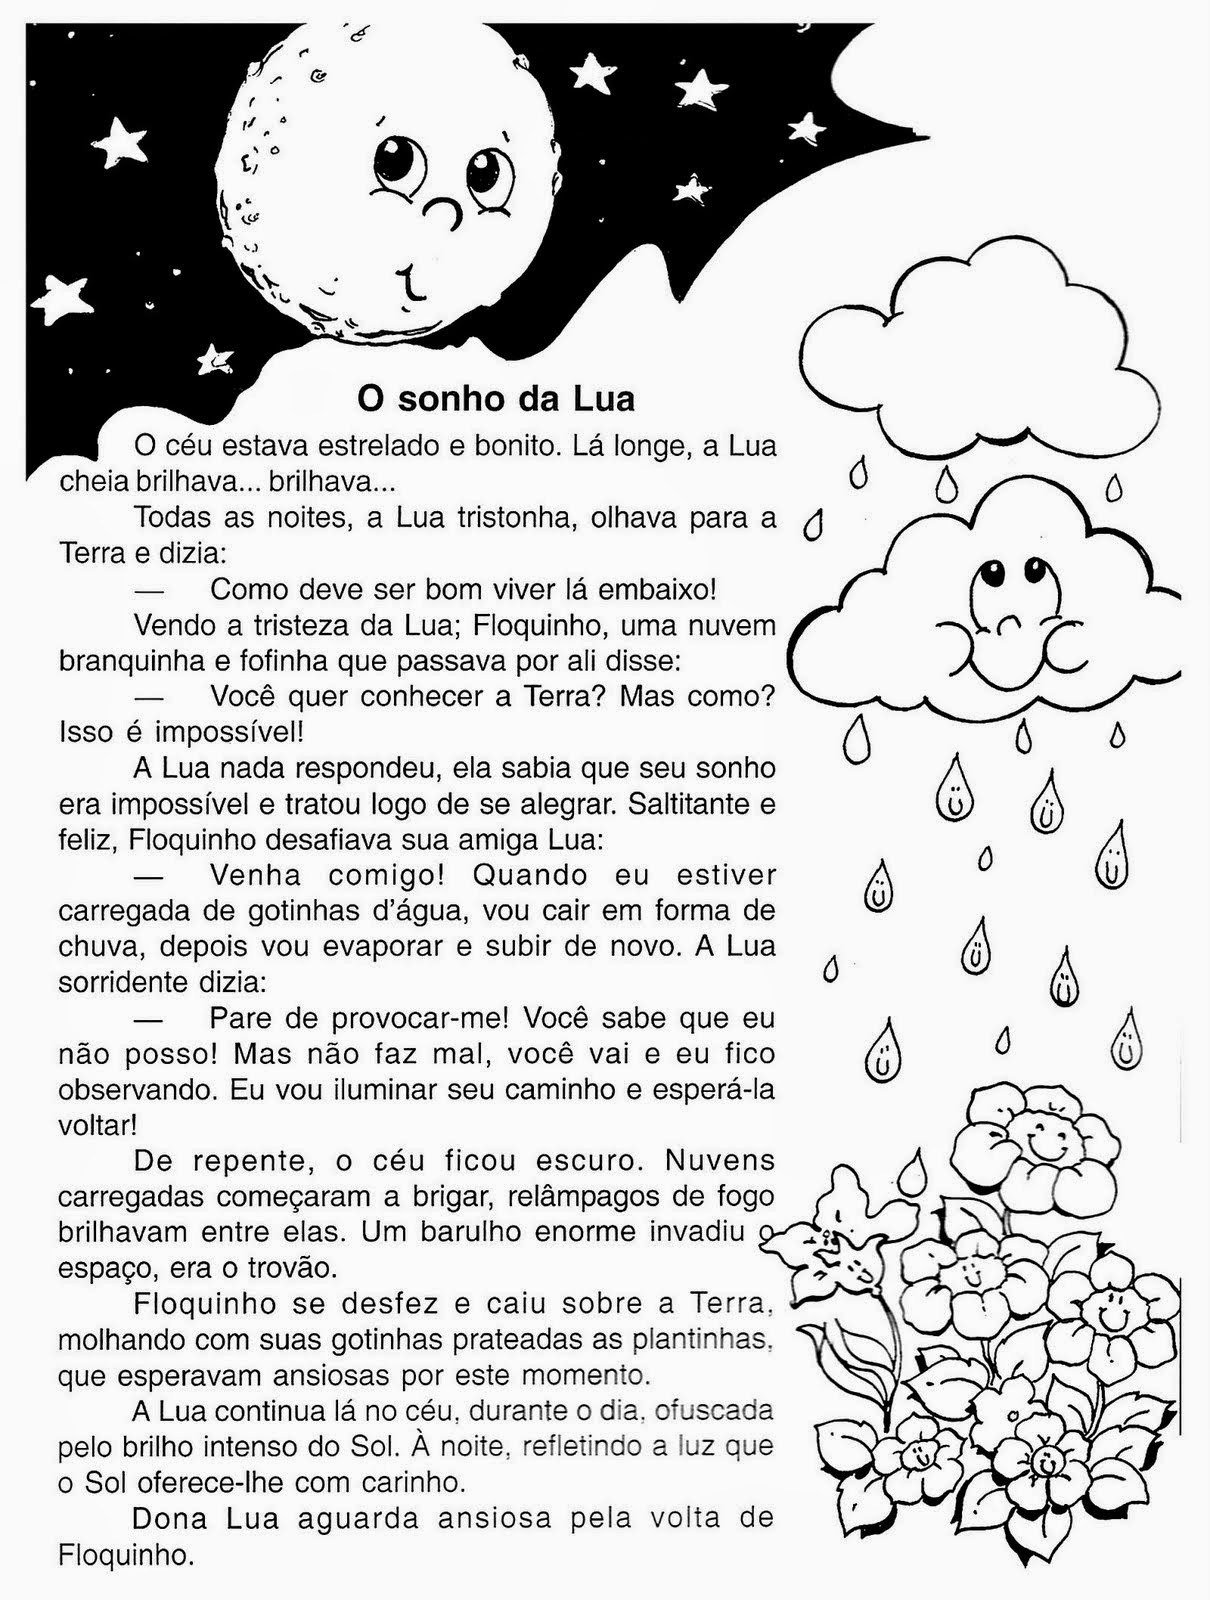 O sonho da Lua
O céu estava estrelado e bonito. Lá longe, a Lua
cheia brilhava... brilhava...
Todas as noites, a Lua tristonha, olhava para a
Terra e dizia:
— Como deve ser bom viver lá embaixo!
Vendo a tristeza da Lua; Floquinho, uma nuvem
branquinha e fofinha que passava por ali disse:
— Você quer conhecer a Terra? Mas como?
Isso é impossível!
A Lua nada respondeu, ela sabia que seu sonho
era impossível e tratou logo de se alegrar. Saltitante e
feliz, Floquinho desafiava sua amiga Lua:
— Venha comigo! Quando eu estiver
carregada de gotinhas d'água, vou cair em forma de
chuva, depois vou evaporar e subir de novo. A Lua
sorridente dizia:
— Pare de provocar-me! Você sabe que eu
não posso! Mas não faz mal, você vai e eu fico
observando. Eu vou iluminar seu caminho e esperá-la
voltar!
De repente, o céu ficou escuro. Nuvens
carregadas começaram a brigar, relâmpagos de fogo
brilhavam entre elas. Um barulho enorme invadiu o
espaço, era o trovão.
Floquinho se desfez e caiu sobre a Terra,
molhando com suas gotinhas prateadas as plantinhas,
que esperavam ansiosas por este momento.
A Lua continua lá no céu, durante o dia, ofuscada
pelo brilho intenso do Sol. À noite, refletindo a luz que
o Sol oferece-lhe com carinho.
Dona Lua aguarda ansiosa pela volta de
Floquinho.